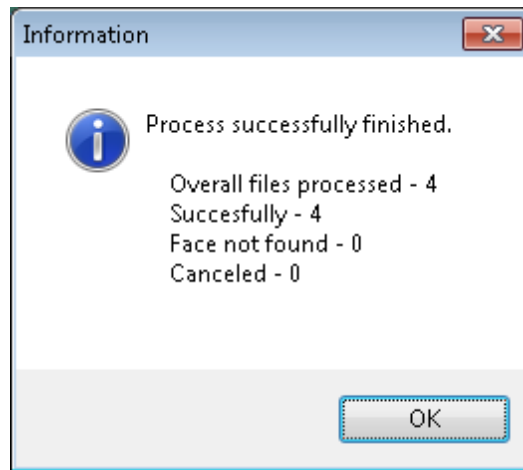 Information
Process successfully finished.
Overall files processed - 4
Succesfully - 4
Face not found - 0
Canceled - 0
OK